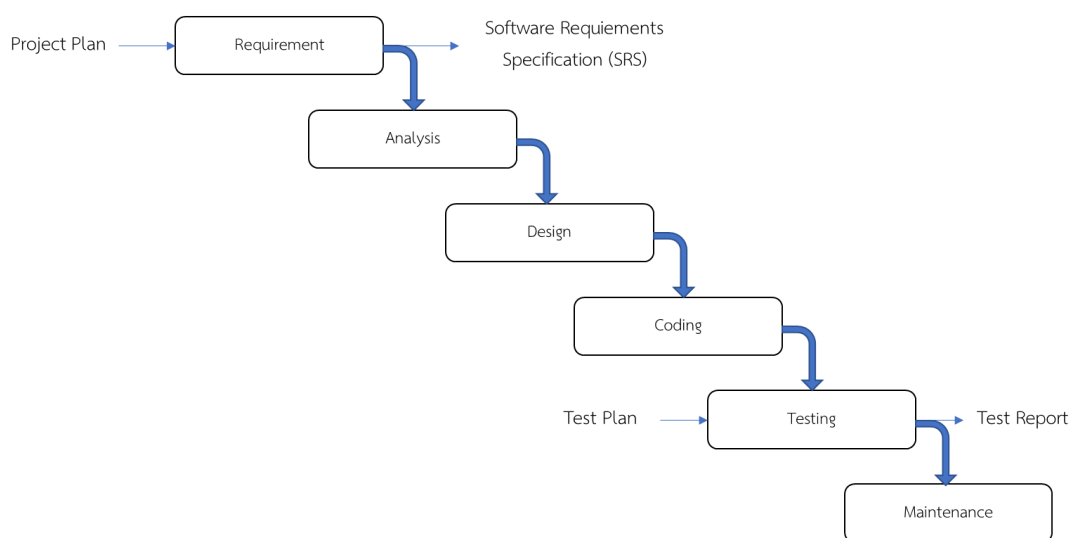 Project Plan
Requirement
Software Requiements
Specification (SRS)
Analysis
Design
Coding
Test Plan
Testing
Test Report
Maintenance